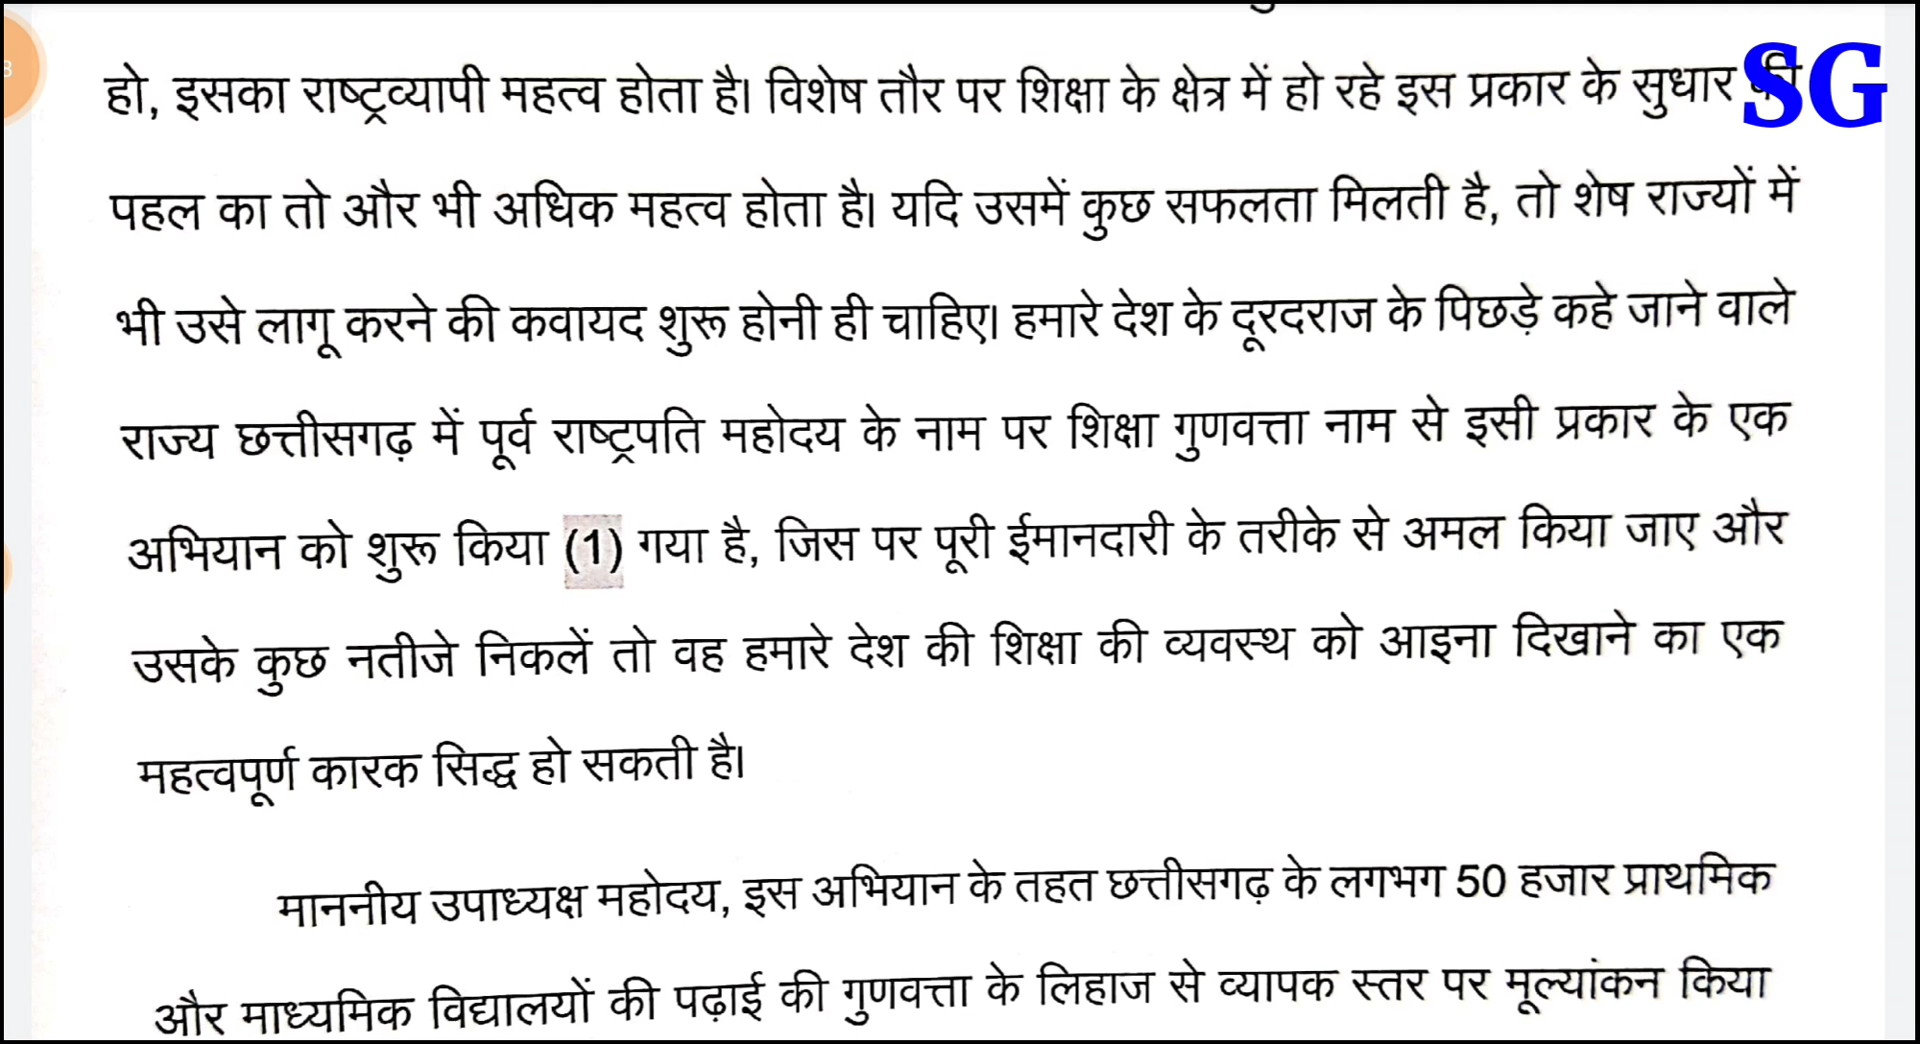 हो, इसका राष्ट्रव्यापी महत्व होता है। विशेष तौर पर शिक्षा के क्षेत्र में हो रहे इस प्रकार के सुधार की
SG
पहल का तो और भी अधिक महत्व होता है। यदि उसमें कुछ सफलता मिलती है, तो शेष राज्यों में
भी उसे लागू करने की कवायद शुरू होनी ही चाहिए। हमारे देश के दूरदराज के पिछड़े कहे जाने वाले
राज्य छत्तीसगढ़ में पूर्व राष्ट्रपति महोदय के नाम पर शिक्षा गुणवत्ता नाम से इसी प्रकार के एक
अभियान को शुरू किया (1) गया है, जिस पर पूरी ईमानदारी के तरीके से अमल किया जाए और
उसके कुछ नतीजे निकलें तो वह हमारे देश की शिक्षा की व्यवस्थ को आइना दिखाने का एक
महत्वपूर्ण कारक सिद्ध हो सकती है।
माननीय उपाध्यक्ष महोदय, इस अभियान के तहत छत्तीसगढ़ के लगभग 50 हजार प्राथमिक
और माध्यमिक विद्यालयों की पढ़ाई की गुणवत्ता के लिहाज से व्यापक स्तर पर मूल्यांकन किया